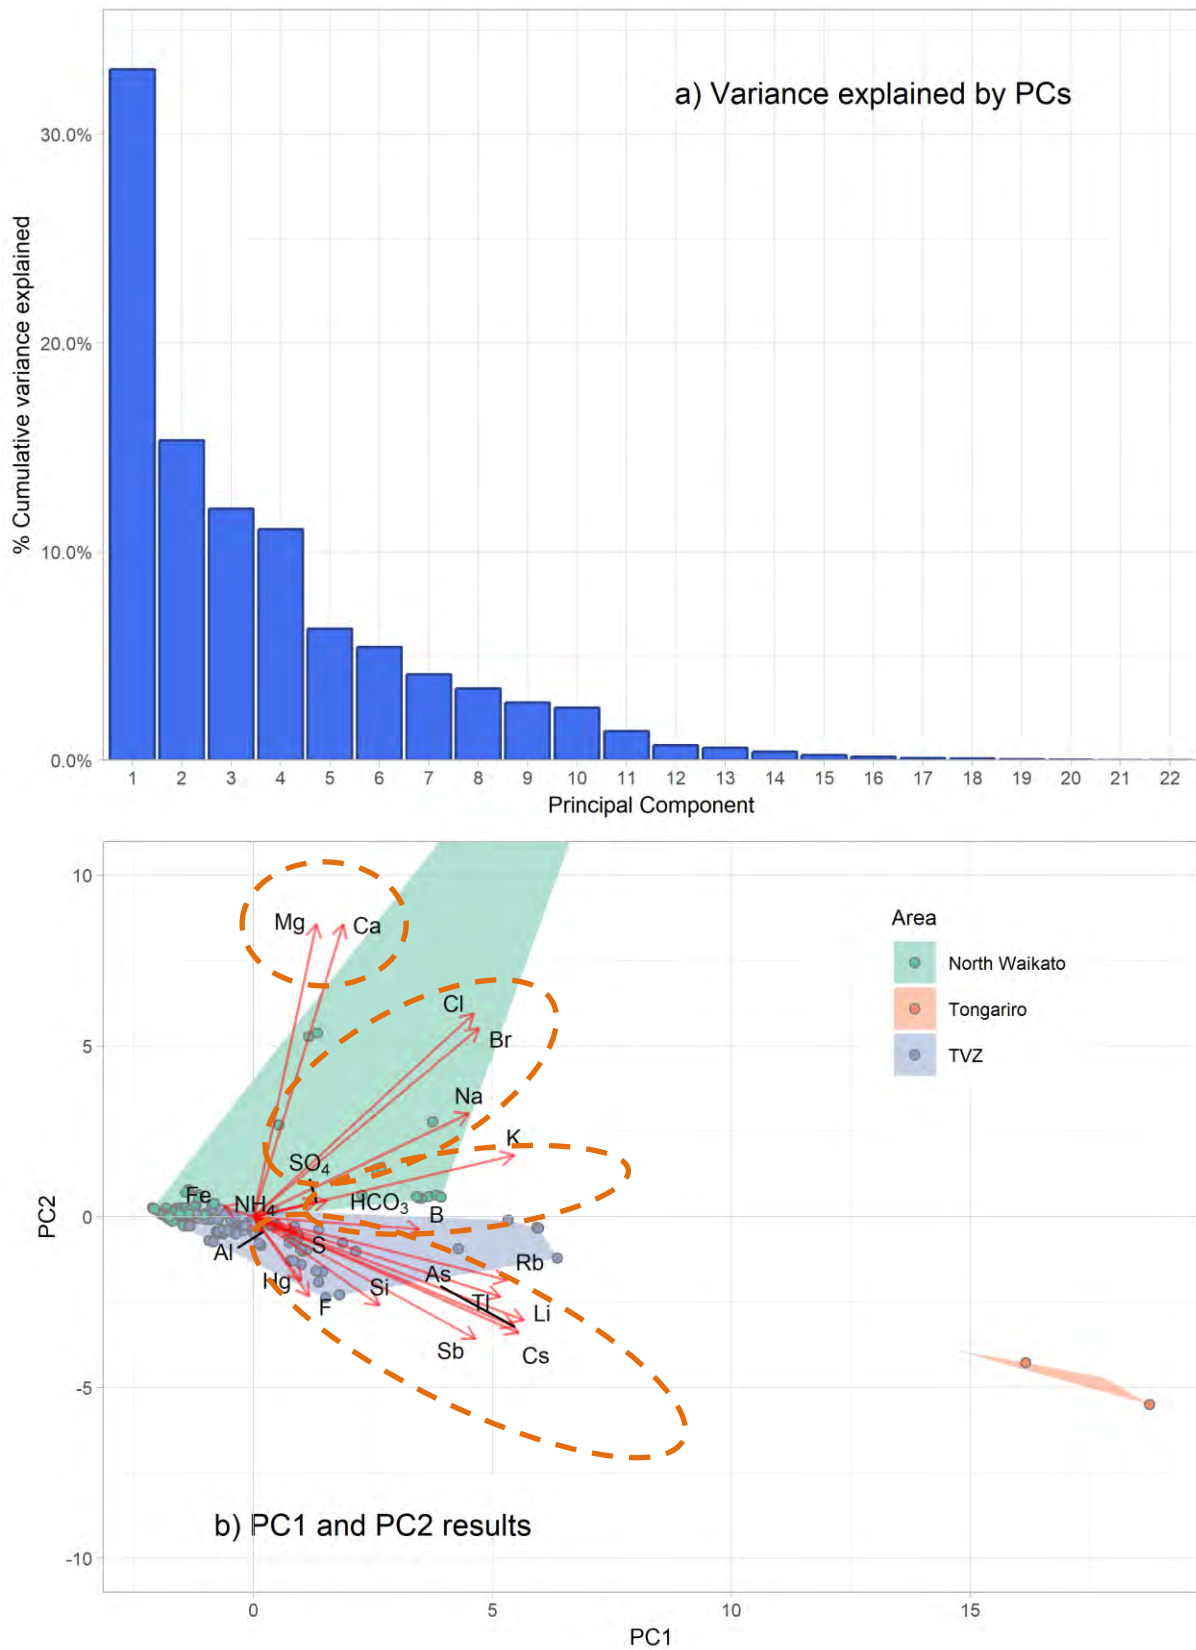 a) Variance explained by PCs
% Cumulative variance explained
30.0%
20.0%
10.0%
0.0%
1 2 3 4 5 6 7 8 9 10 11 12 13 14 15 16 17 18 19 20 21 22
Principal Component
PC2
10
5
0
-5
-10
Mg Ca
Cl
Br
Na
K
SO4
Fe NH4 HCO3 B
Al S
Hg F Si As Tl Rb
Li
Sb Cs
Area
North Waikato
Tongariro
TVZ
b) PC1 and PC2 results
0 5 10 15
PC1